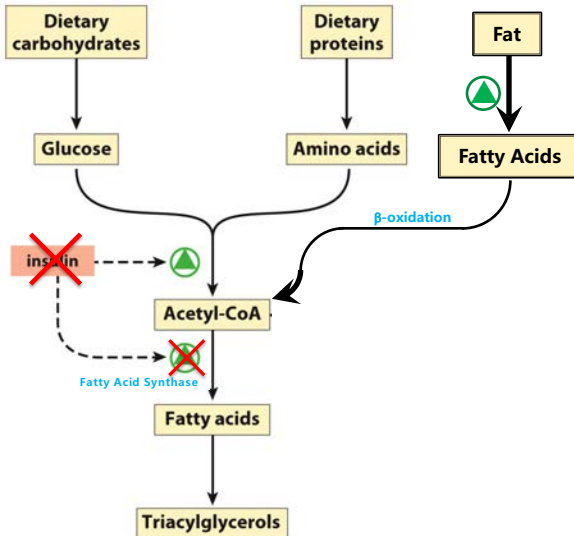 Dietary
carbohydrates
Dietary
proteins
Fat
Glucose
Amino acids
Fatty Acids
β-oxidation
insulin
Acetyl-CoA
Fatty Acid Synthase
Fatty acids
Triacylglycerols